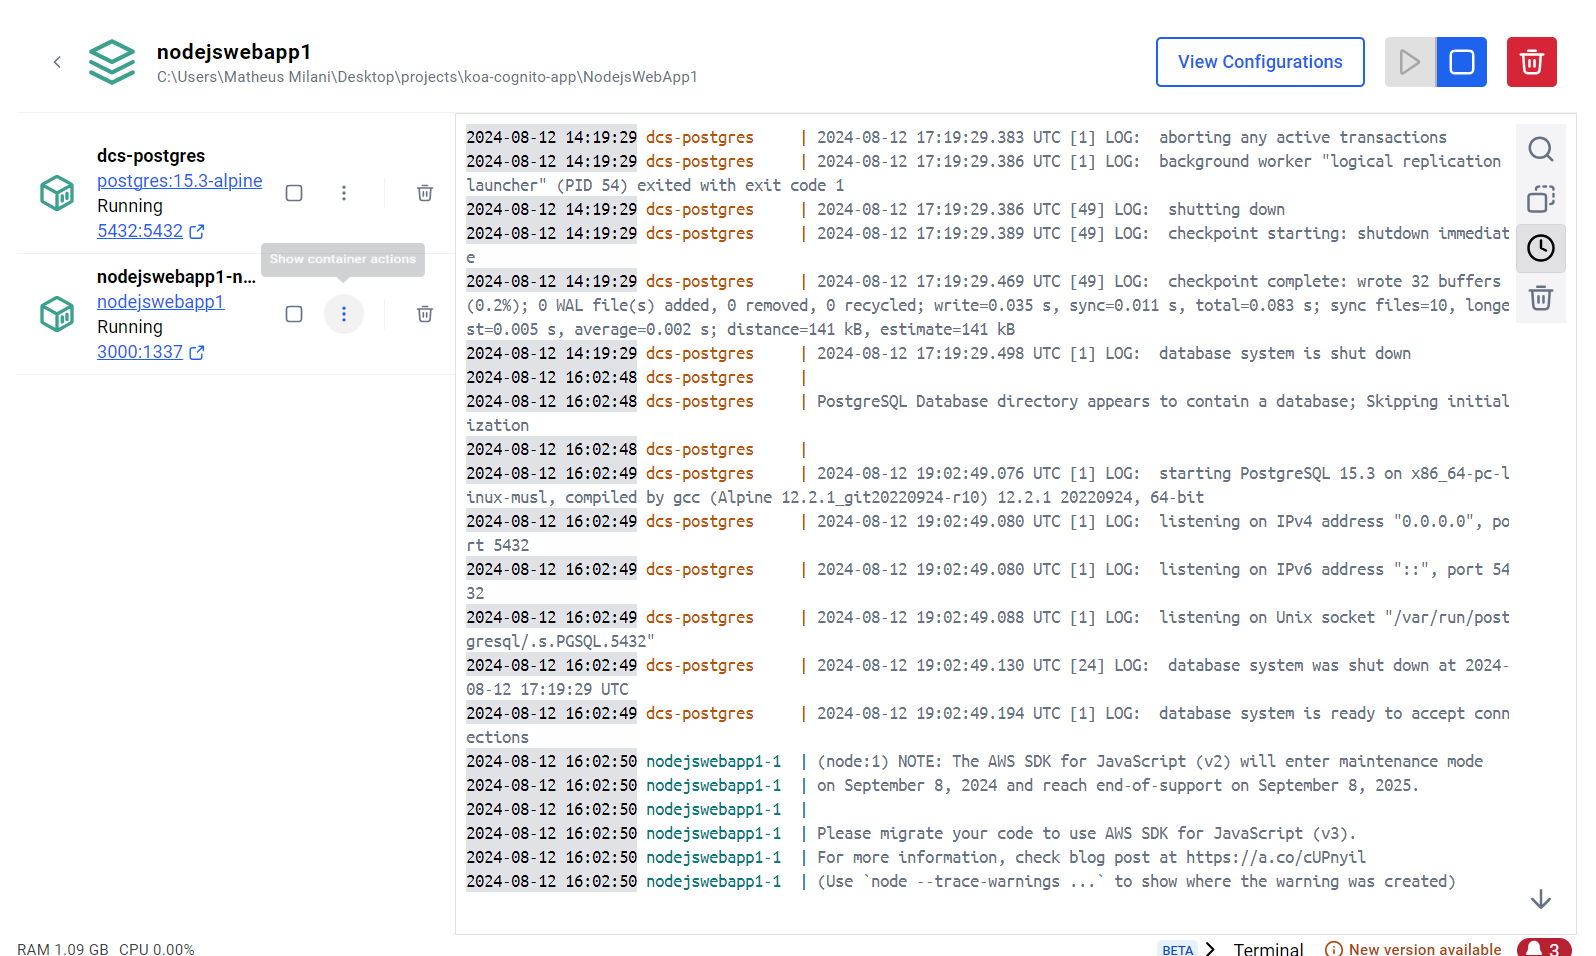 nodejswebapp1
C:\Users\Matheus Milani\Desktop\projects\koa-cognito-app\NodejsWebApp1
View Configurations
dcs-postgres
postgres:15.3-alpine
Running
5432:5432
Show container actions
nodejswebapp1-n...
nodejswebapp1
Running
3000:1337
2024-08-12 14:19:29 dcs-postgres | 2024-08-12 17:19:29.383 UTC [1] LOG: aborting any active transactions
2024-08-12 14:19:29 dcs-postgres | 2024-08-12 17:19:29.386 UTC [1] LOG: background worker "logical replication
launcher" (PID 54) exited with exit code 1
2024-08-12 14:19:29 dcs-postgres | 2024-08-12 17:19:29.386 UTC [49] LOG: shutting down
2024-08-12 14:19:29 dcs-postgres | 2024-08-12 17:19:29.389 UTC [49] LOG: checkpoint starting: shutdown immediat
e
2024-08-12 14:19:29 dcs-postgres | 2024-08-12 17:19:29.469 UTC [49] LOG: checkpoint complete: wrote 32 buffers
(0.2%); 0 WAL file(s) added, 0 removed, 0 recycled; write=0.035 s, sync=0.011 s, total=0.083 s; sync files=10, longe
st=0.005 s, average=0.002 s; distance=141 kB, estimate=141 kB
2024-08-12 14:19:29 dcs-postgres | 2024-08-12 17:19:29.498 UTC [1] LOG: database system is shut down
2024-08-12 16:02:48 dcs-postgres |
2024-08-12 16:02:48 dcs-postgres | PostgreSQL Database directory appears to contain a database; Skipping initial
ization
2024-08-12 16:02:48 dcs-postgres |
2024-08-12 16:02:49 dcs-postgres | 2024-08-12 19:02:49.076 UTC [1] LOG: starting PostgreSQL 15.3 on x86_64-pc-l
inux-musl, compiled by gcc (Alpine 12.2.1_git20220924-r10) 12.2.1 20220924, 64-bit
2024-08-12 16:02:49 dcs-postgres | 2024-08-12 19:02:49.080 UTC [1] LOG: listening on IPv4 address "0.0.0.0", po
rt 5432
2024-08-12 16:02:49 dcs-postgres | 2024-08-12 19:02:49.080 UTC [1] LOG: listening on IPv6 address "::", port 54
32
2024-08-12 16:02:49 dcs-postgres | 2024-08-12 19:02:49.088 UTC [1] LOG: listening on Unix socket "/var/run/post
gresql/.s.PGSQL.5432"
2024-08-12 16:02:49 dcs-postgres | 2024-08-12 19:02:49.130 UTC [24] LOG: database system was shut down at 2024-
08-12 17:19:29 UTC
2024-08-12 16:02:49 dcs-postgres | 2024-08-12 19:02:49.194 UTC [1] LOG: database system is ready to accept conn
ections
2024-08-12 16:02:50 nodejswebapp1-1 | (node:1) NOTE: The AWS SDK for JavaScript (v2) will enter maintenance mode
2024-08-12 16:02:50 nodejswebapp1-1 | on September 8, 2024 and reach end-of-support on September 8, 2025.
2024-08-12 16:02:50 nodejswebapp1-1 |
2024-08-12 16:02:50 nodejswebapp1-1 | Please migrate your code to use AWS SDK for JavaScript (v3).
2024-08-12 16:02:50 nodejswebapp1-1 | For more information, check blog post at https://a.co/cUPnyil
2024-08-12 16:02:50 nodejswebapp1-1 | (Use `node --trace-warnings ...` to show where the warning was created)
RAM 1.09 GB CPU 0.00%
BETA Terminal New version available 3